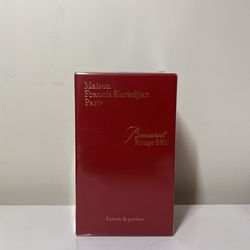 Maison
Francis Kurkdjian
Paris
Baccarat
Rouge 540
Extrait de parfum